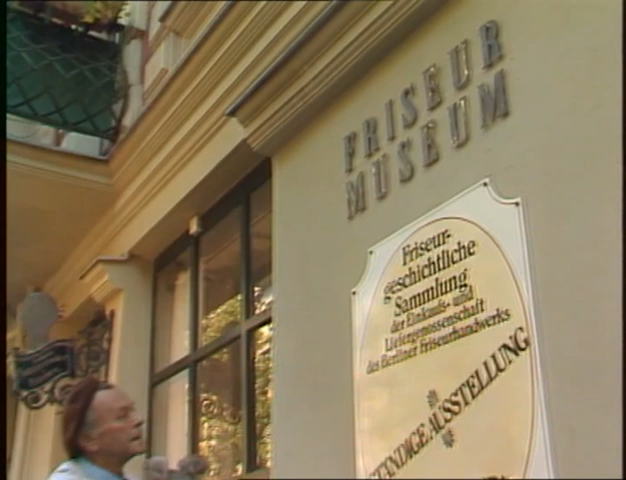 FRISEUR
MUSEUM
Friseur-
geschichtliche
Sammlung
der Einkaufs- und
Liefergenossenschaft
des Berliner Friseurhandwerks
STÄNDIGE AUSSTELLUNG